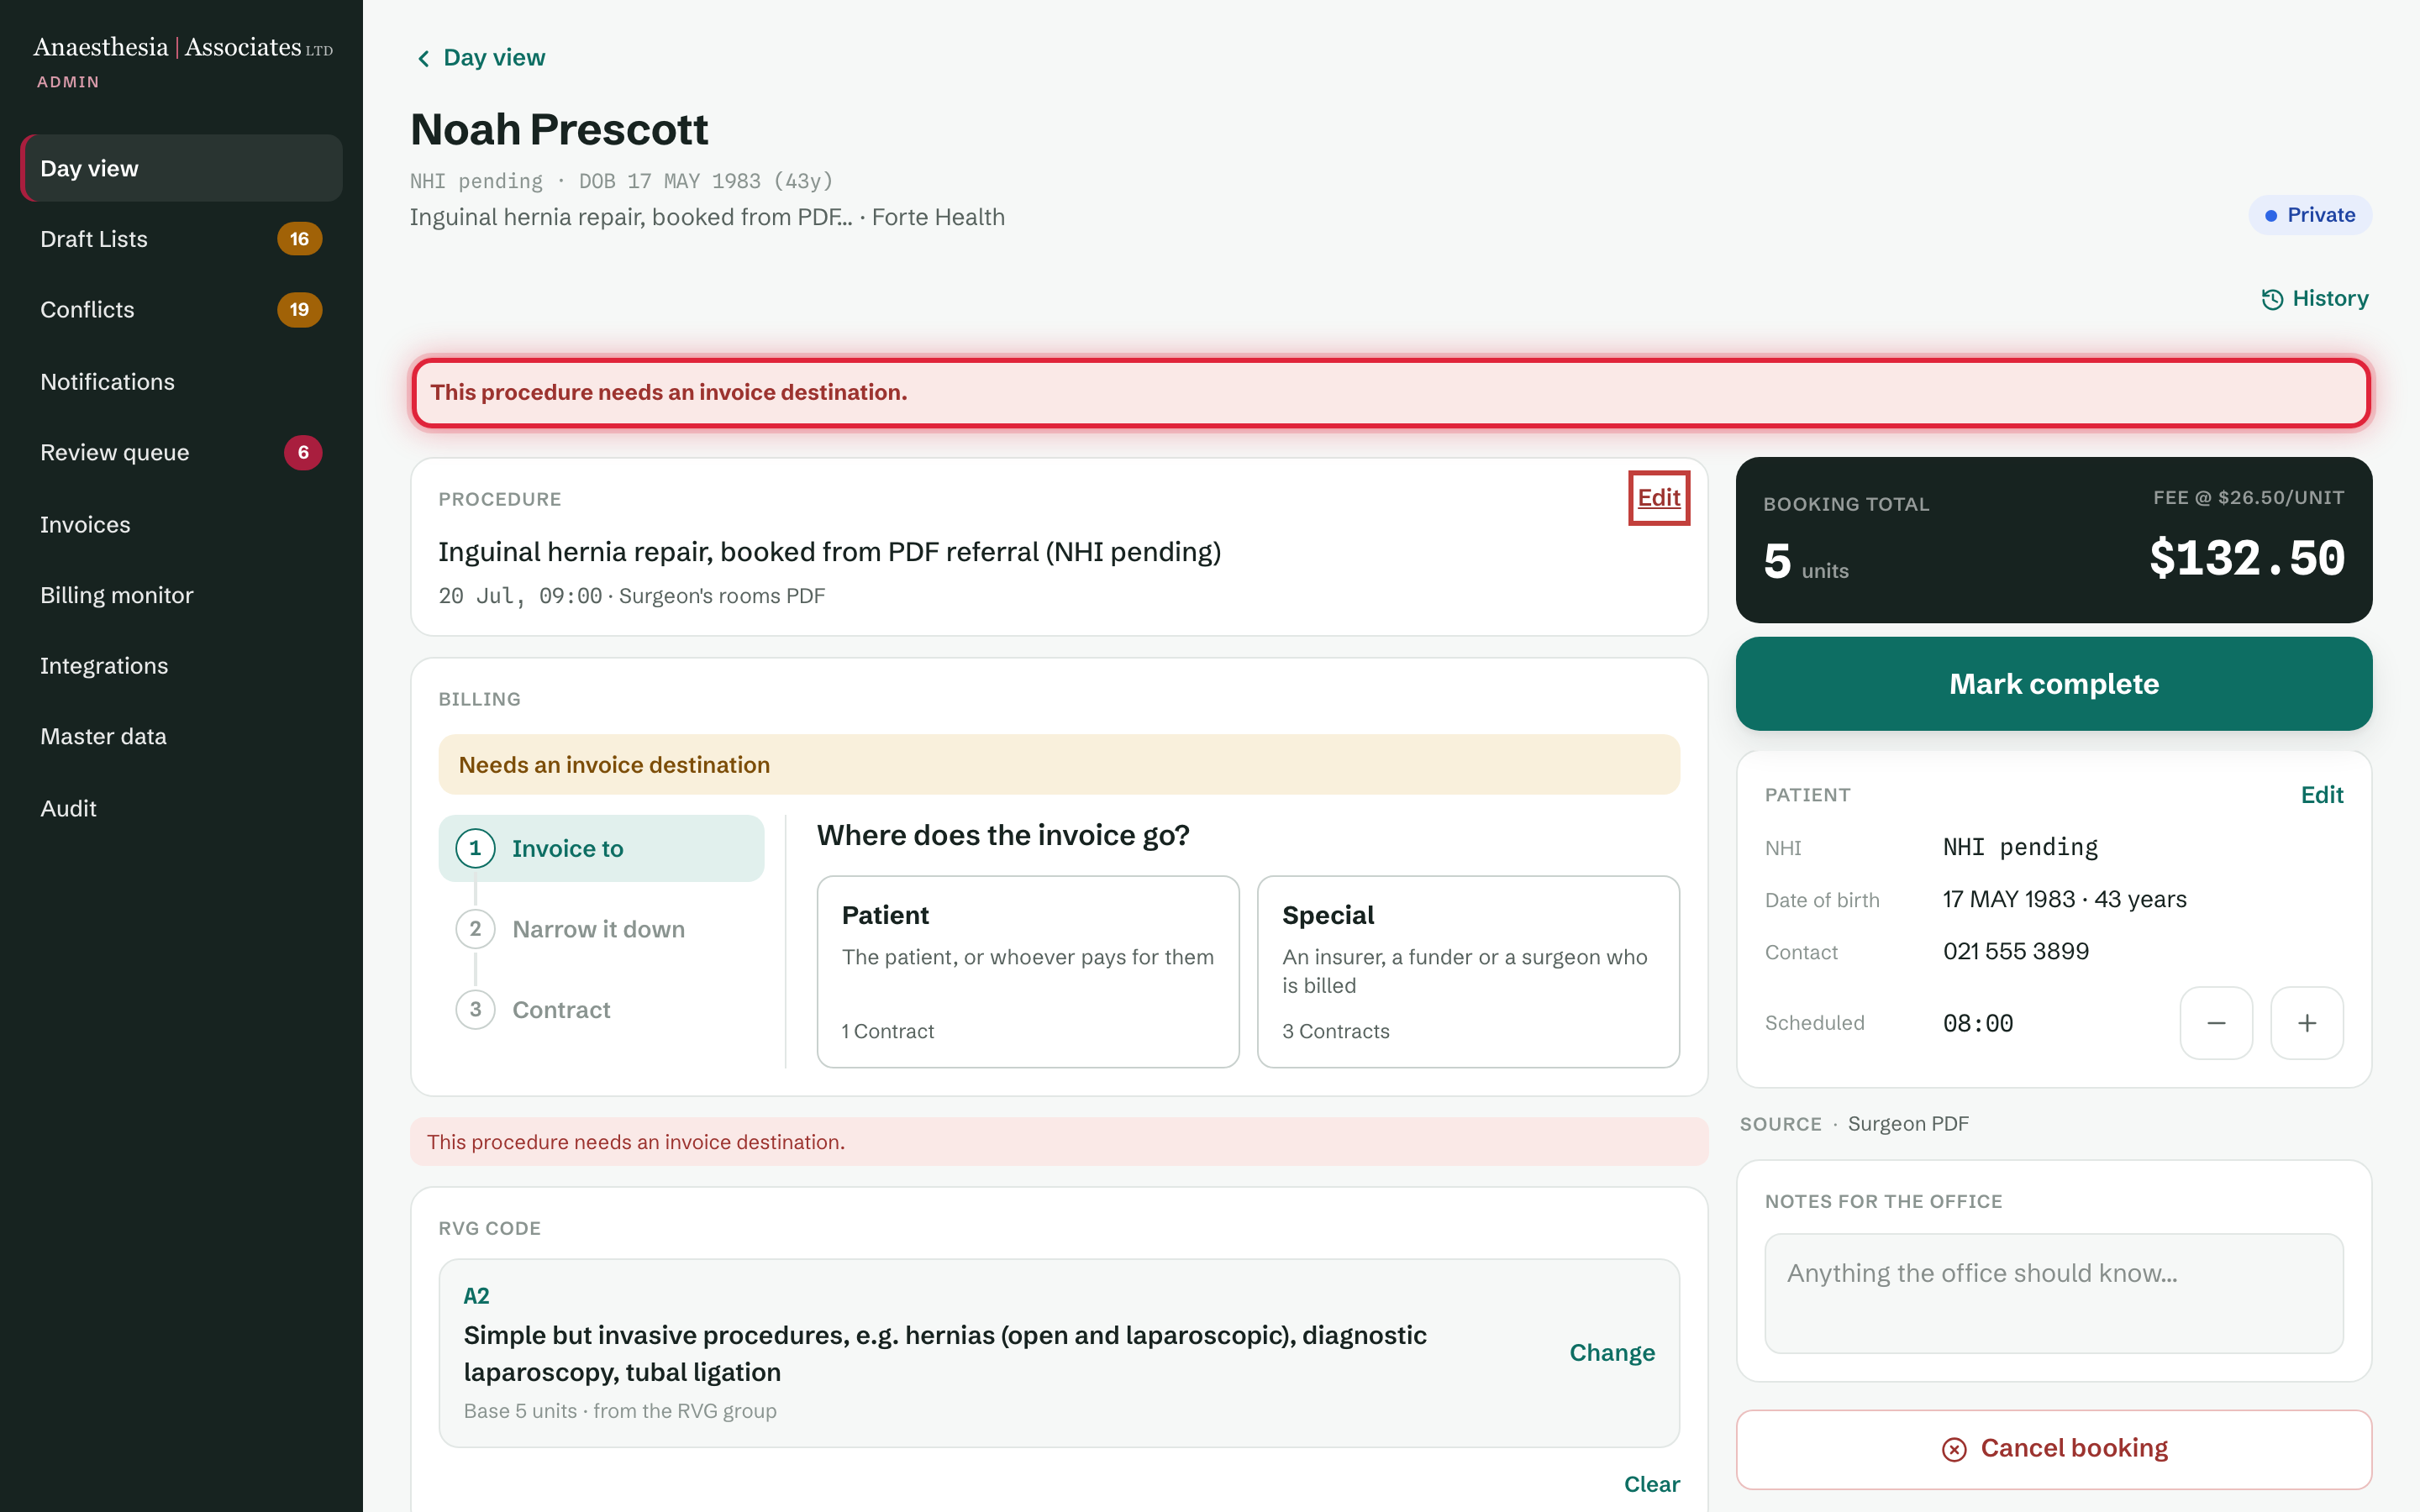 Anaesthesia | Associates LTD
ADMIN
Day view
Draft Lists 16
Conflicts 19
Notifications
Review queue 6
Invoices
Billing monitor
Integrations
Master data
Audit
Day view
Noah Prescott
NHI pending · DOB 17 MAY 1983 (43y)
Inguinal hernia repair, booked from PDF... · Forte Health
Private
History
This procedure needs an invoice destination.
PROCEDURE
Edit
Inguinal hernia repair, booked from PDF referral (NHI pending)
20 Jul, 09:00 · Surgeon's rooms PDF
BILLING
Needs an invoice destination
1 Invoice to
2 Narrow it down
3 Contract
Where does the invoice go?
Patient
The patient, or whoever pays for them
1 Contract
Special
An insurer, a funder or a surgeon who
is billed
3 Contracts
This procedure needs an invoice destination.
RVG CODE
A2
Simple but invasive procedures, e.g. hernias (open and laparoscopic), diagnostic
laparoscopy, tubal ligation
Base 5 units · from the RVG group
Change
Clear
BOOKING TOTAL
FEE @ $26.50/UNIT
5 units
$132.50
Mark complete
PATIENT
Edit
NHI NHI pending
Date of birth 17 MAY 1983 · 43 years
Contact 021 555 3899
Scheduled 08:00 − +
SOURCE · Surgeon PDF
NOTES FOR THE OFFICE
Anything the office should know...
Cancel booking